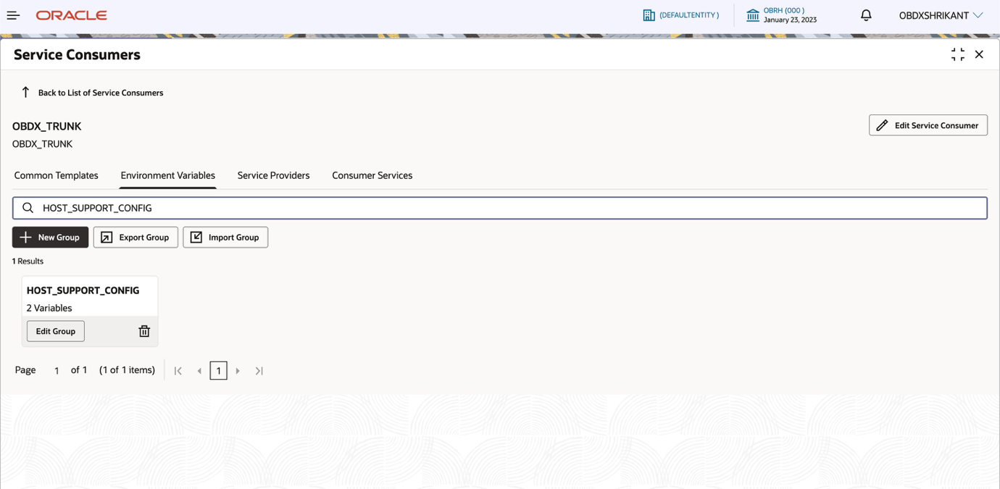 ORACLE
(DEFAULTENTITY )
OBRH (000 )
January 23, 2023
OBDXSHRIKANT
Service Consumers
Back to List of Service Consumers
OBDX_TRUNK
Edit Service Consumer
OBDX_TRUNK
Common Templates Environment Variables Service Providers Consumer Services
HOST_SUPPORT_CONFIG
New Group Export Group Import Group
1 Results
HOST_SUPPORT_CONFIG
2 Variables
Edit Group
Page 1 of 1 (1 of 1 items) 1